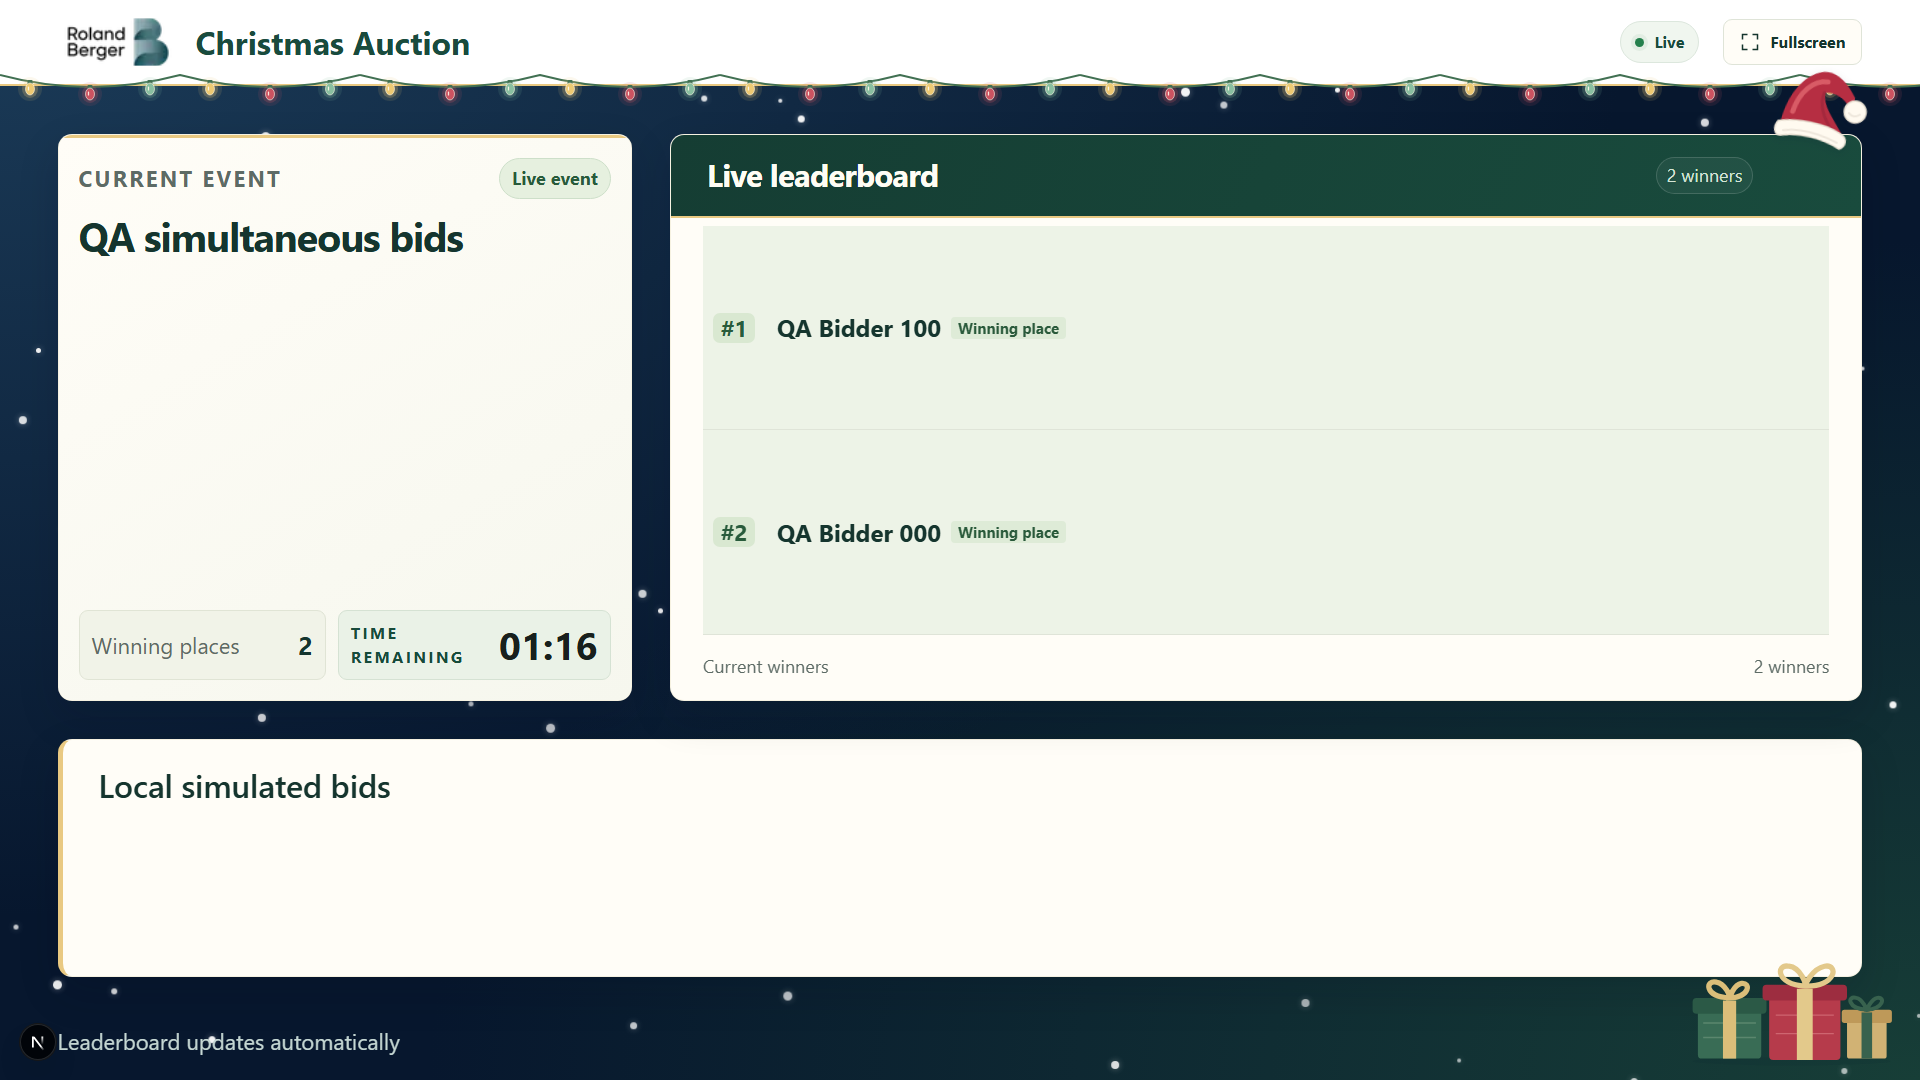 Roland
Berger
Christmas Auction
Live
Fullscreen
CURRENT EVENT
Live event
QA simultaneous bids
Winning places
2
TIME
REMAINING
01:16
Live leaderboard
2 winners
#1
QA Bidder 100
Winning place
#2
QA Bidder 000
Winning place
Current winners
2 winners
Local simulated bids
N
Leaderboard updates automatically